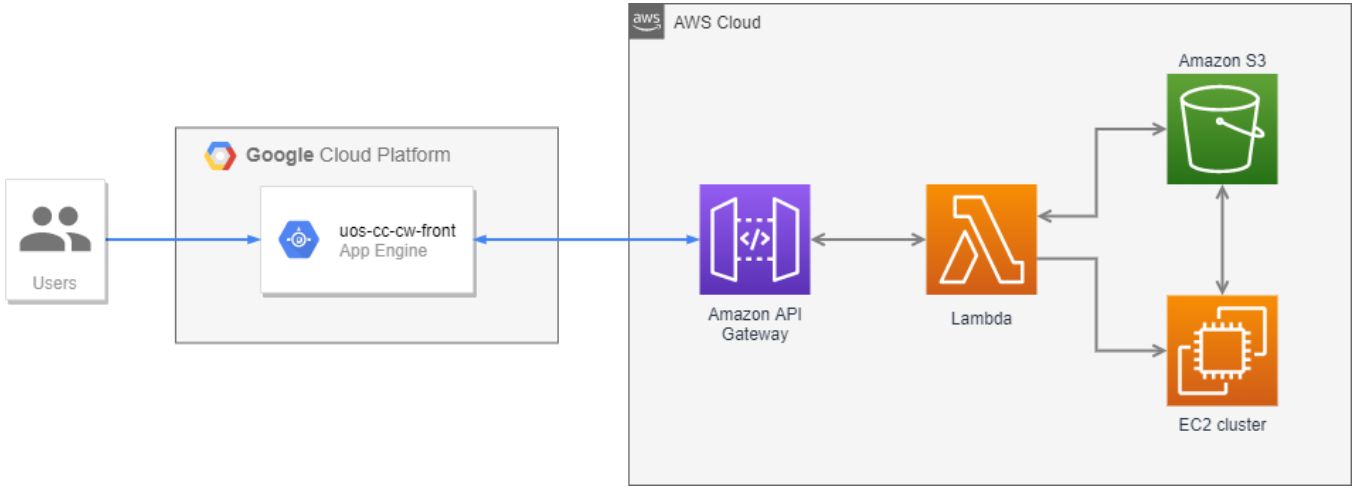 Users
Google Cloud Platform
uos-cc-cw-front
App Engine
aws
AWS Cloud
Amazon API
Gateway
</>
Lambda
Amazon S3
EC2 cluster